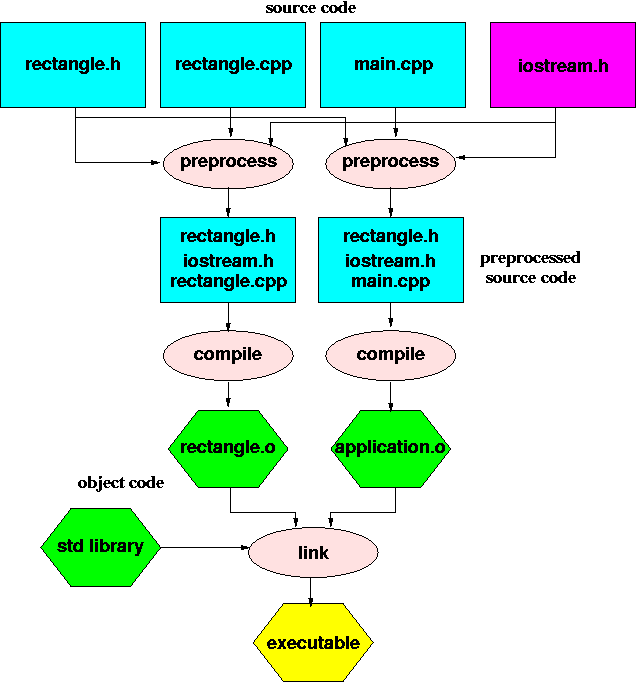 source code
rectangle.h
rectangle.cpp
main.cpp
iostream.h
preprocess
preprocess
rectangle.h
iostream.h
rectangle.cpp
rectangle.h
iostream.h
main.cpp
preprocessed
source code
compile
compile
rectangle.o
application.o
object code
std library
link
executable